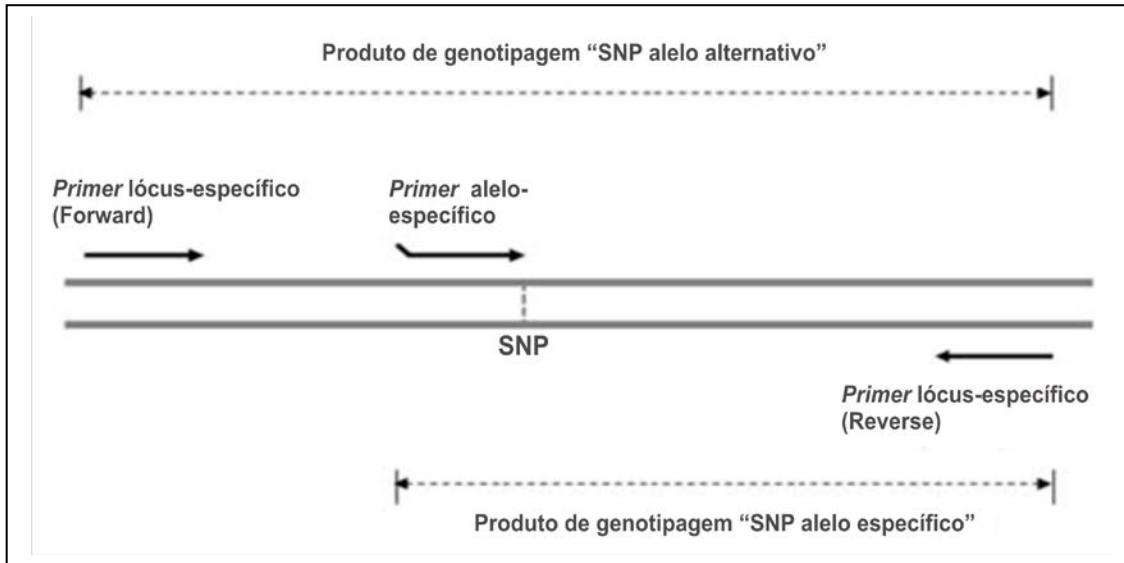 Produto de genotipagem “SNP alelo alternativo”
Primer lócus-específico
(Forward)
Primer alelo-
específico
SNP
Primer lócus-específico
(Reverse)
Produto de genotipagem “SNP alelo específico”